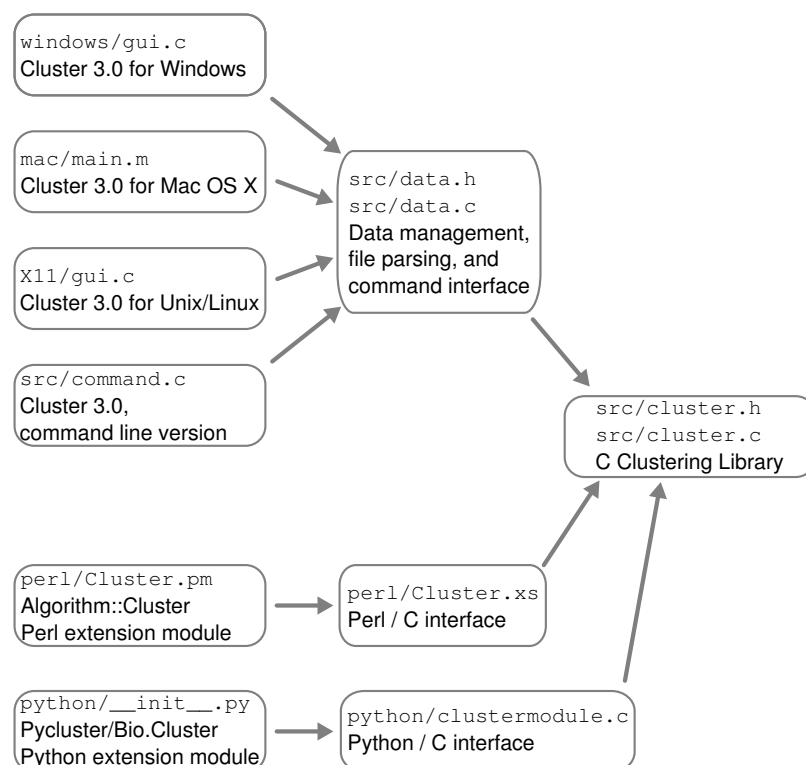 windows/gui.c
Cluster 3.0 for Windows
mac/main.m
Cluster 3.0 for Mac OS X
X11/gui.c
Cluster 3.0 for Unix/Linux
src/command.c
Cluster 3.0,
command line version
src/data.h
src/data.c
Data management,
file parsing, and
command interface
src/cluster.h
src/cluster.c
C Clustering Library
perl/Cluster.pm
Algorithm::Cluster
Perl extension module
perl/Cluster.xs
Perl / C interface
python/__init__.py
Pycluster/Bio.Cluster
Python extension module
python/clustermodule.c
Python / C interface